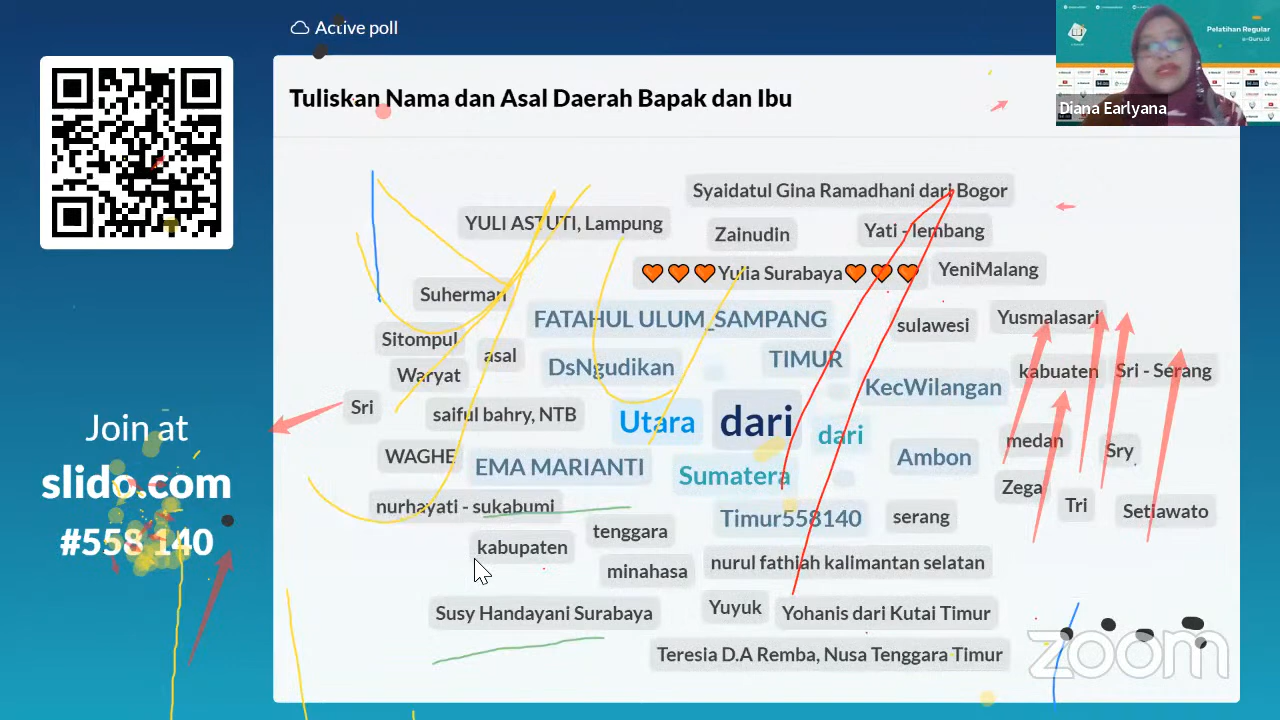 Active poll
Tuliskan Nama dan Asal Daerah Bapak dan Ibu
Pelatihan Regular
e-Guru.id
Diana Earlyana
Syaidatul Gina Ramadhani dari Bogor
YULI ASTUTI, Lampung
Zainudin
Yati - lembang
🧡🧡🧡Yulia Surabaya🧡🧡🧡
YeniMalang
Suherman
FATAHUL ULUM_SAMPANG
sulawesi
Yusmalasari
Sitompul
asal
DsNgudikan
TIMUR
Waryat
KecWilangan
kabuaten
Sri - Serang
Sri
saiful bahry, NTB
Utara
dari
dari
medan
Sry
WAGHE
EMA MARIANTI
Sumatera
Ambon
Zega
Tri
Setiawato
nurhayati - sukabumi
tenggara
Timur558140
serang
kabupaten
minahasa
nurul fathiah kalimantan selatan
Susy Handayani Surabaya
Yuyuk
Yohanis dari Kutai Timur
Teresia D.A Remba, Nusa Tenggara Timur
Join at
slido.com
#558 140
zoom